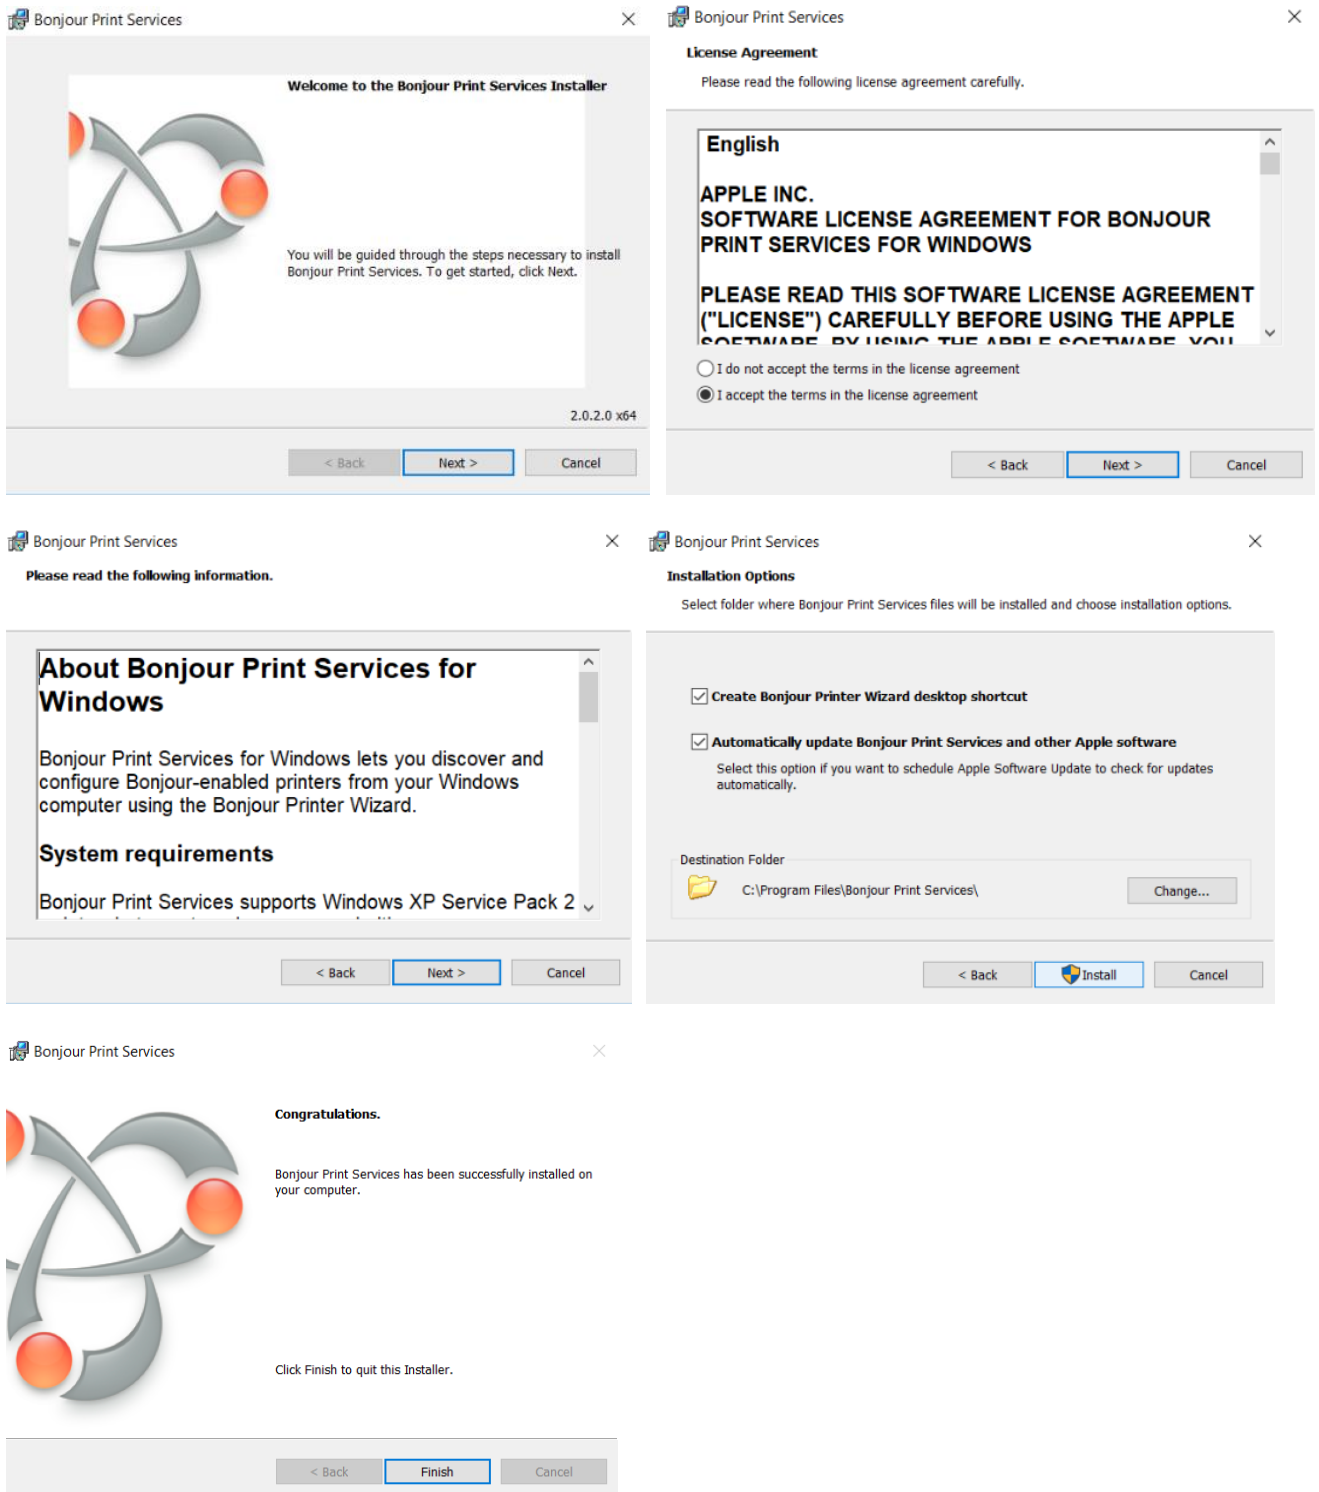 Bonjour Print Services
Welcome to the Bonjour Print Services Installer
You will be guided through the steps necessary to install
Bonjour Print Services. To get started, click Next.
2.0.2.0 x64
< Back
Next >
Cancel
Bonjour Print Services
License Agreement
Please read the following license agreement carefully.
English
APPLE INC.
SOFTWARE LICENSE AGREEMENT FOR BONJOUR
PRINT SERVICES FOR WINDOWS
PLEASE READ THIS SOFTWARE LICENSE AGREEMENT
("LICENSE") CAREFULLY BEFORE USING THE APPLE
SOFTWARE. BY USING THE APPLE SOFTWARE, YOU
I do not accept the terms in the license agreement
I accept the terms in the license agreement
< Back
Next >
Cancel
Bonjour Print Services
Please read the following information.
About Bonjour Print Services for
Windows
Bonjour Print Services for Windows lets you discover and
configure Bonjour-enabled printers from your Windows
computer using the Bonjour Printer Wizard.
System requirements
Bonjour Print Services supports Windows XP Service Pack 2
< Back
Next >
Cancel
Bonjour Print Services
Installation Options
Select folder where Bonjour Print Services files will be installed and choose installation options.
Create Bonjour Printer Wizard desktop shortcut
Automatically update Bonjour Print Services and other Apple software
Select this option if you want to schedule Apple Software Update to check for updates
automatically.
Destination Folder
C:\Program Files\Bonjour Print Services\
Change...
< Back
Install
Cancel
Bonjour Print Services
Congratulations.
Bonjour Print Services has been successfully installed on
your computer.
Click Finish to quit this Installer.
< Back
Finish
Cancel